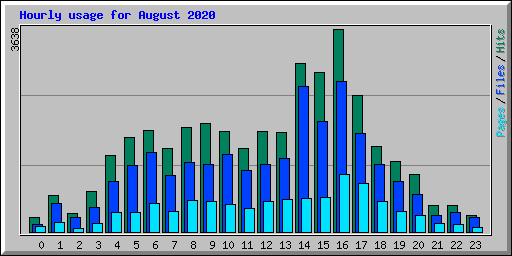 Hourly usage for August 2020
3638
Pages / Files / Hits
0 1 2 3 4 5 6 7 8 9 10 11 12 13 14 15 16 17 18 19 20 21 22 23